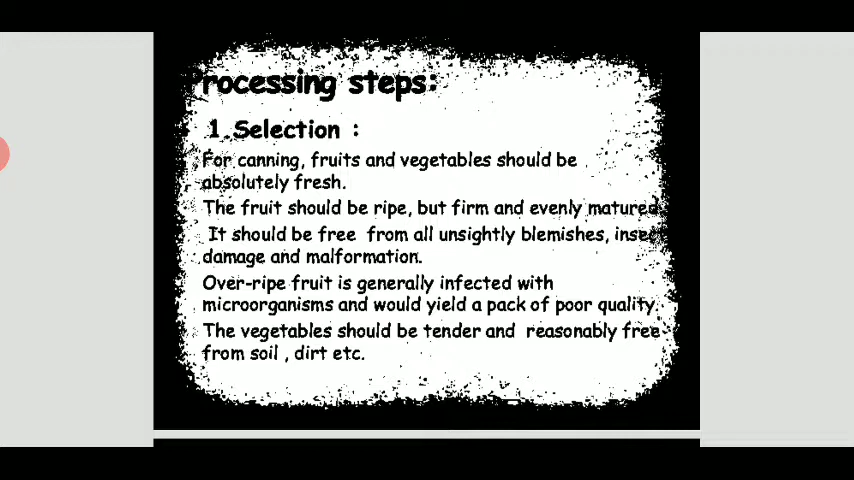 Processing steps:
1.Selection :
For canning, fruits and vegetables should be
absolutely fresh.
The fruit should be ripe, but firm and evenly matured
It should be free from all unsightly blemishes, insect
damage and malformation.
Over-ripe fruit is generally infected with
microorganisms and would yield a pack of poor quality.
The vegetables should be tender and reasonably free
from soil , dirt etc.